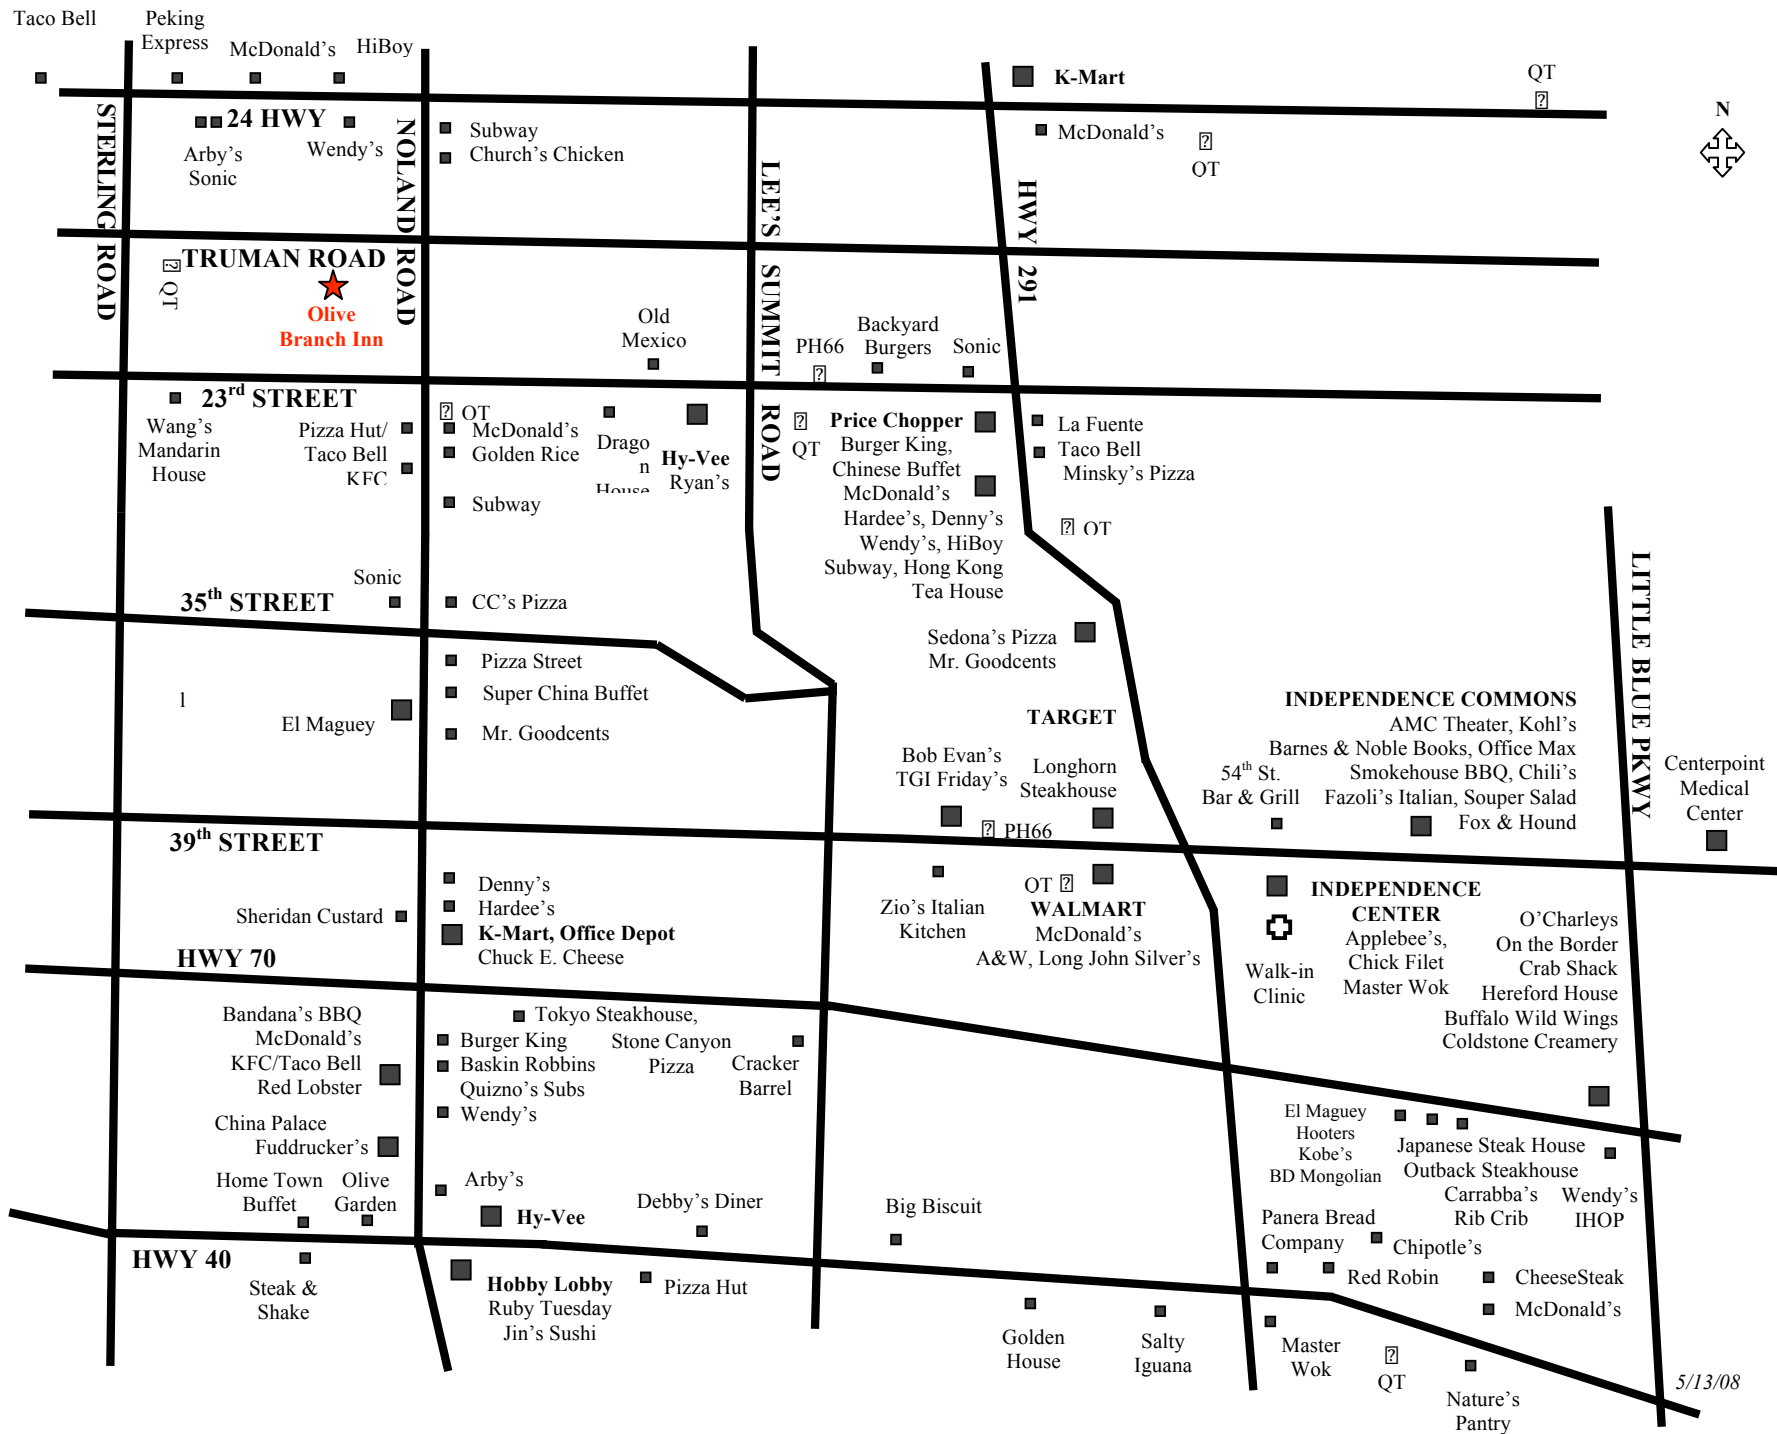 Taco Bell
Peking
Express
McDonald’s
HiBoy
K-Mart
QT
N
24 HWY
Arby’s
Sonic
Wendy’s
Subway
Church’s Chicken
McDonald’s
QT
STERLING ROAD
NOLAND ROAD
LEE’S SUMMIT ROAD
HWY 291
TRUMAN ROAD
QT
Olive
Branch Inn
Old
Mexico
PH66
Backyard
Burgers
Sonic
23rd STREET
Wang’s
Mandarin
House
Pizza Hut/
Taco Bell
KFC
QT
McDonald’s
Golden Rice
Subway
Drago
n
House
Hy-Vee
Ryan’s
QT
Price Chopper
Burger King,
Chinese Buffet
McDonald’s
Hardee’s, Denny’s
Wendy’s, HiBoy
Subway, Hong Kong
Tea House
La Fuente
Taco Bell
Minsky’s Pizza
QT
LITTLE BLUE PKWY
Sonic
35th STREET
CC’s Pizza
Sedona’s Pizza
Mr. Goodcents
l
El Maguey
Pizza Street
Super China Buffet
Mr. Goodcents
TARGET
Bob Evan’s
TGI Friday’s
Longhorn
Steakhouse
PH66
54th St.
Bar & Grill
INDEPENDENCE COMMONS
AMC Theater, Kohl’s
Barnes & Noble Books, Office Max
Smokehouse BBQ, Chili’s
Fazoli’s Italian, Souper Salad
Fox & Hound
Centerpoint
Medical
Center
39th STREET
Denny’s
Hardee’s
Sheridan Custard
K-Mart, Office Depot
Chuck E. Cheese
Zio’s Italian
Kitchen
QT
WALMART
McDonald’s
A&W, Long John Silver’s
INDEPENDENCE
CENTER
Applebee’s,
Chick Filet
Master Wok
Walk-in
Clinic
O’Charleys
On the Border
Crab Shack
Hereford House
Buffalo Wild Wings
Coldstone Creamery
HWY 70
Bandana’s BBQ
McDonald’s
KFC/Taco Bell
Red Lobster
China Palace
Fuddrucker’s
Home Town
Buffet
Olive
Garden
Tokyo Steakhouse,
Burger King
Baskin Robbins
Quizno’s Subs
Wendy’s
Stone Canyon
Pizza
Cracker
Barrel
Arby’s
Hy-Vee
Debby’s Diner
Big Biscuit
El Maguey
Hooters
Kobe’s
BD Mongolian
Japanese Steak House
Outback Steakhouse
Carrabba’s
Rib Crib
Wendy’s
IHOP
Panera Bread
Company
Chipotle’s
Red Robin
CheeseSteak
McDonald’s
HWY 40
Steak &
Shake
Hobby Lobby
Ruby Tuesday
Jin’s Sushi
Pizza Hut
Golden
House
Salty
Iguana
Master
Wok
QT
Nature’s
Pantry
5/13/08